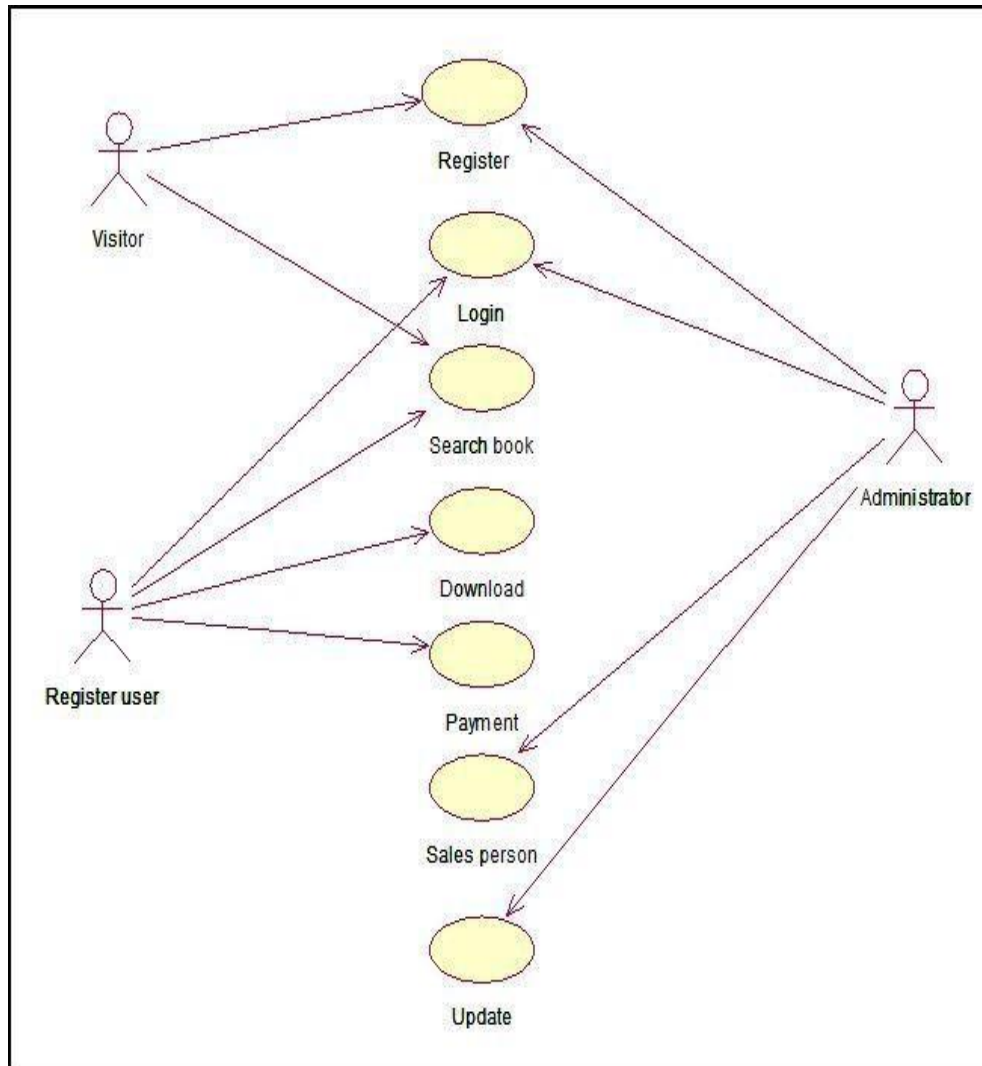 Register
Visitor
Login
Search book
Administrator
Download
Register user
Payment
Sales person
Update